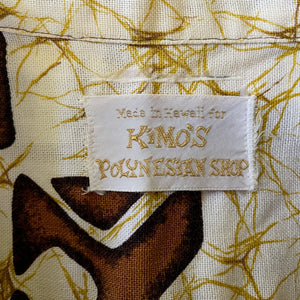 Made in Hawaii for
KiMO'S
POLYNESIAN SHOP